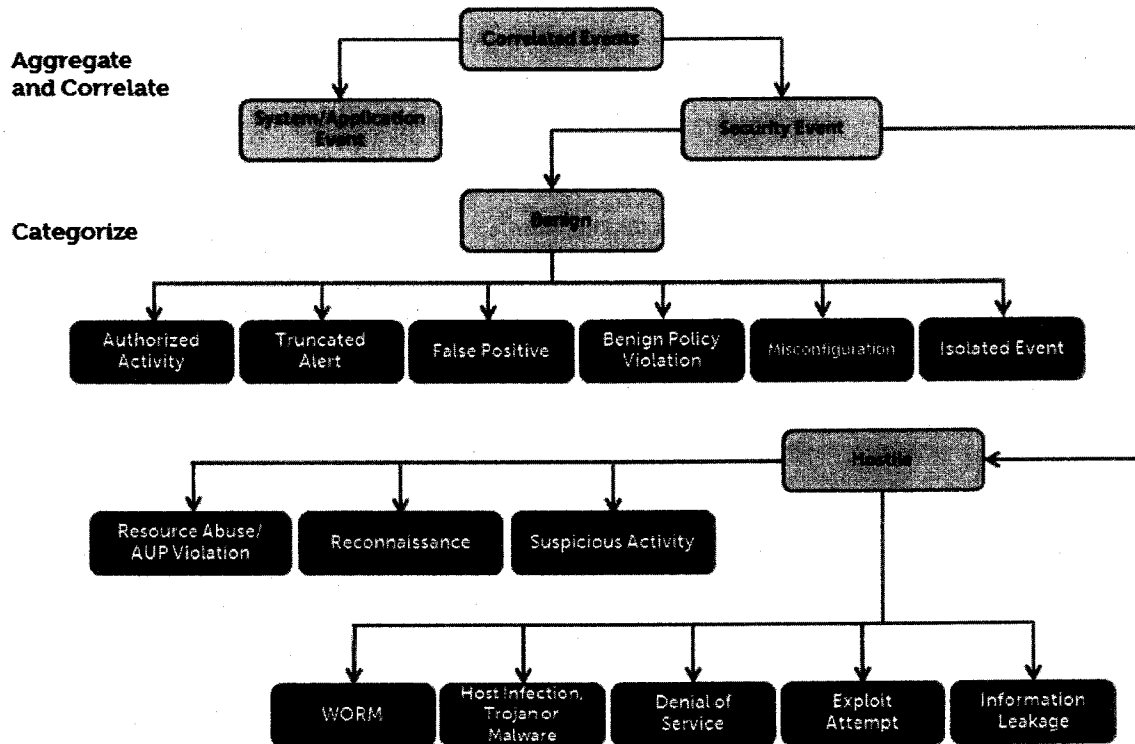 Correlated Events
Aggregate
and Correlate
System/Application
Event
Security Event
Benign
Categorize
Authorized
Activity
Truncated
Alert
False Positive
Benign Policy
Violation
Misconfiguration
Isolated Event
Hostile
Resource Abuse/
AUP Violation
Reconnaissance
Suspicious Activity
WORM
Host Infection,
Trojan or
Malware
Denial of
Service
Exploit
Attempt
Information
Leakage